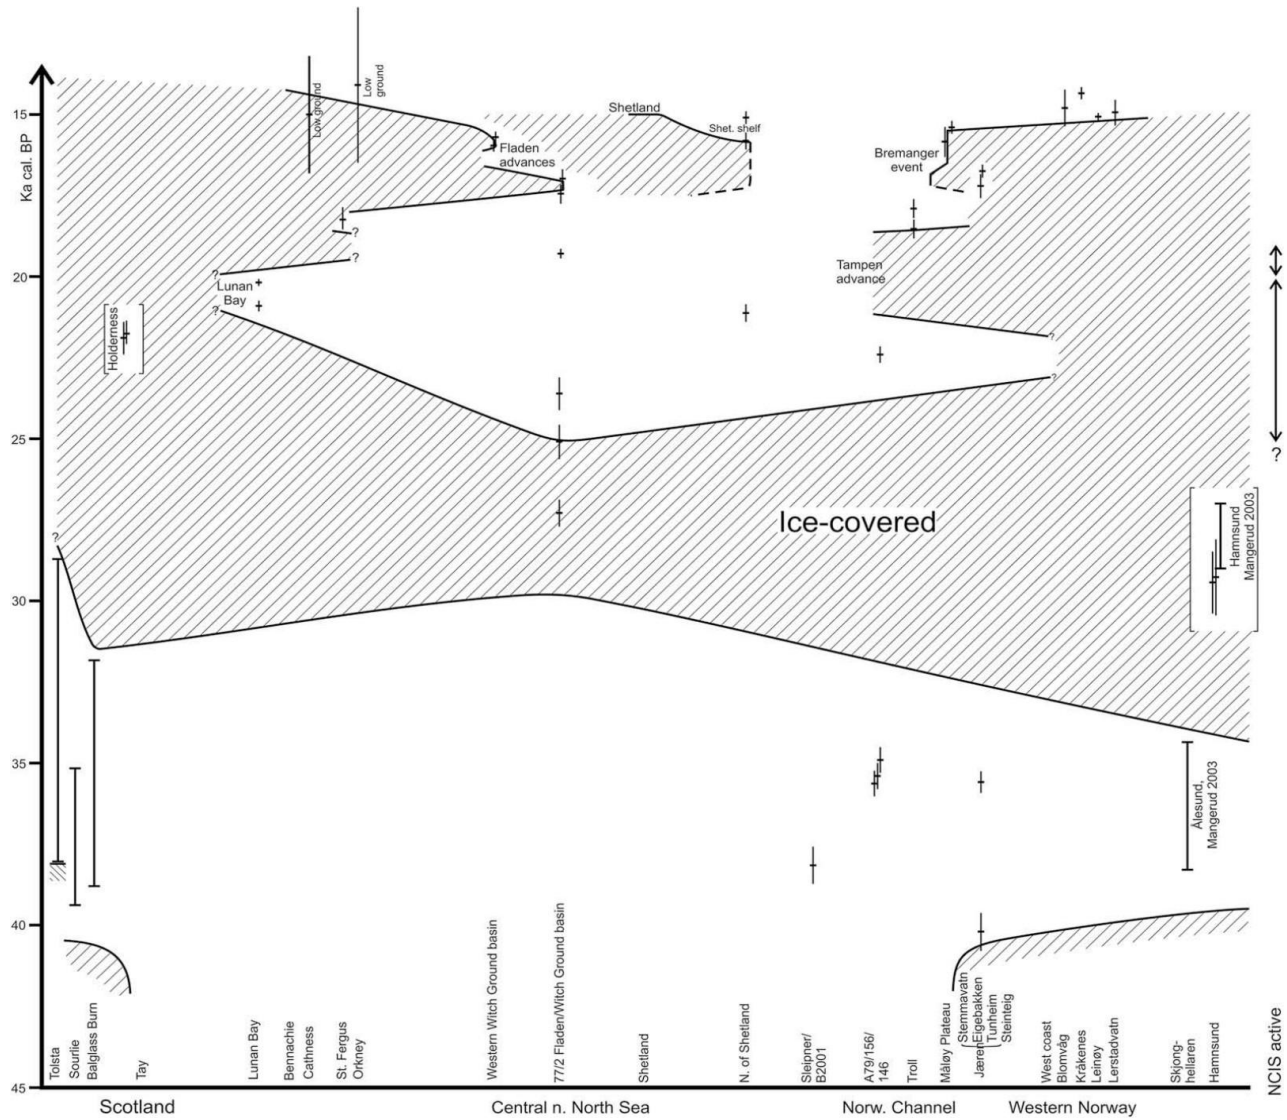 Ka cal. BP
15
20
25
30
35
40
45
Low ground
Low
ground
Shetland
Shet. shelf
Fladen
advances
Bremanger
event
Tampen
advance
?
?
?
?
Lunan
Bay
Holderness
?
?
?
?
Ice-covered
Hamnsund
Mangerud 2003
Ålesund,
Mangerud 2003
Tolsta
Sourlie
Balglass Burn
Tay
Lunan Bay
Bennachie
Cathness
St. Fergus
Orkney
Western Witch Ground basin
77/2 Fladen/Witch Ground basin
Shetland
N. of Shetland
Sleipner/
B2001
A79/156/
146
Troll
Måløy Plateau
Jæren
Stemmavatn
Eigebakken
Tunheim
Steinteig
West coast
Blomvåg
Kråkenes
Leinøy
Lerstadvatn
Skjong-
hellaren
Hamnsund
NCIS active
Scotland
Central n. North Sea
Norw. Channel
Western Norway